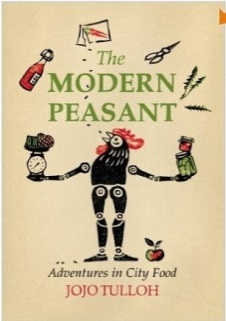 The
MODERN
PEASANT
Adventures in City Food
JOJO TULLOH